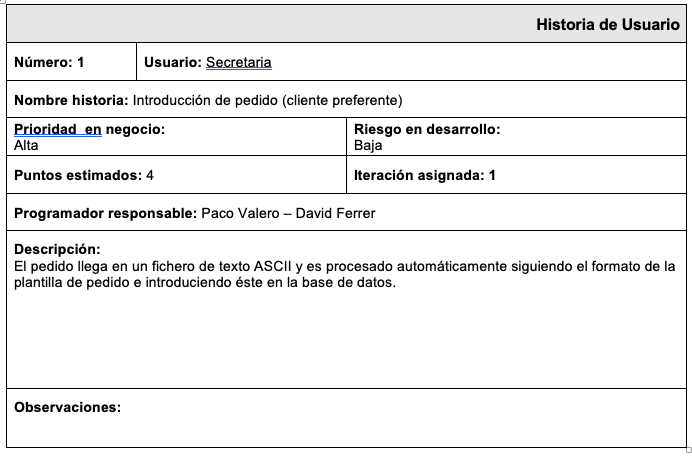 Historia de Usuario
Número: 1
Usuario: Secretaria
Nombre historia: Introducción de pedido (cliente preferente)
Prioridad en negocio:
Alta
Riesgo en desarrollo:
Baja
Puntos estimados: 4
Iteración asignada: 1
Programador responsable: Paco Valero – David Ferrer
Descripción:
El pedido llega en un fichero de texto ASCII y es procesado automáticamente siguiendo el formato de la
plantilla de pedido e introduciendo éste en la base de datos.
Observaciones: